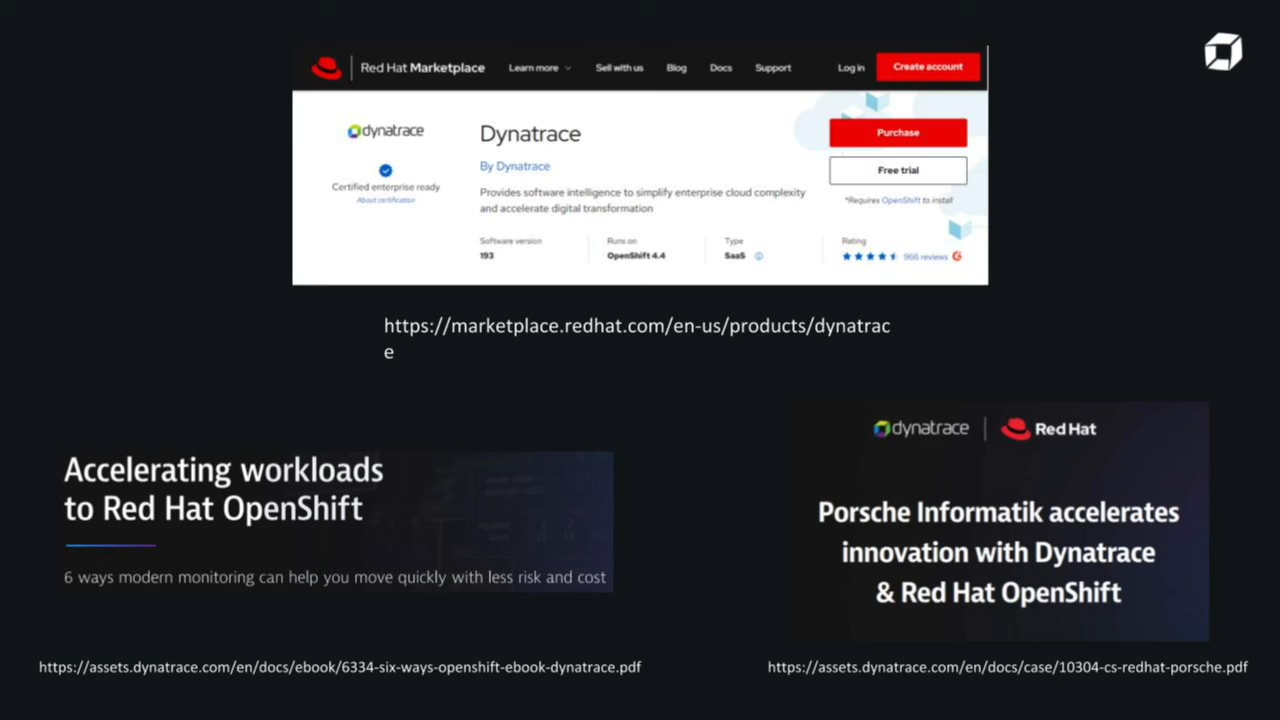 Red Hat Marketplace Learn more Sell with us Blog Docs Support Log in Create account
dynatrace
Certified enterprise ready
About certification
Dynatrace
By Dynatrace
Provides software intelligence to simplify enterprise cloud complexity
and accelerate digital transformation
Software version
193
Runs on
OpenShift 4.4
Type
SaaS
Rating
966 reviews
Purchase
Free trial
*Requires OpenShift to install
https://marketplace.redhat.com/en-us/products/dynatrac
e
Accelerating workloads
to Red Hat OpenShift
6 ways modern monitoring can help you move quickly with less risk and cost
https://assets.dynatrace.com/en/docs/ebook/6334-six-ways-openshift-ebook-dynatrace.pdf
dynatrace Red Hat
Porsche Informatik accelerates
innovation with Dynatrace
& Red Hat OpenShift
https://assets.dynatrace.com/en/docs/case/10304-cs-redhat-porsche.pdf